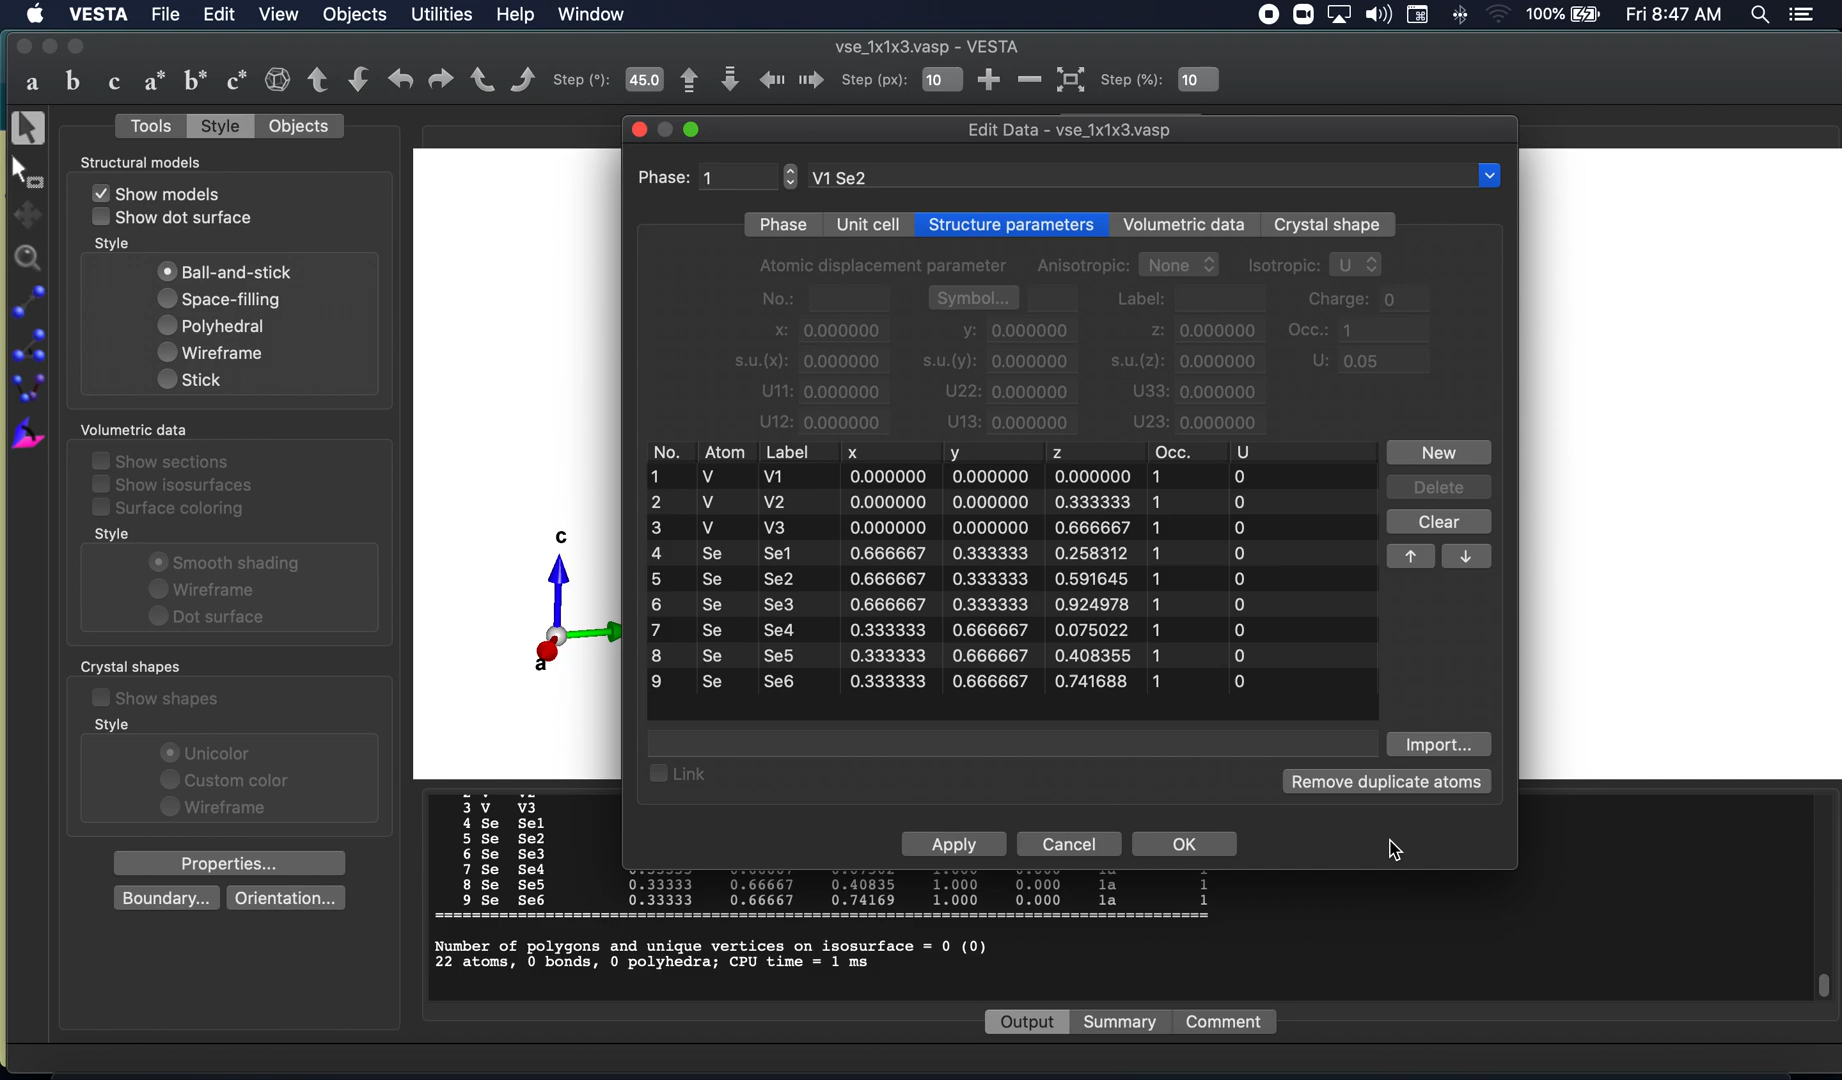 VESTA File Edit View Objects Utilities Help Window 100% Fri 8:47 AM
vse_1x1x3.vasp - VESTA
a b c a* b* c* Step (°): 45.0 Step (px): 10 Step (%): 10
Tools Style Objects
Structural models
Show models
Show dot surface
Style
Ball-and-stick
Space-filling
Polyhedral
Wireframe
Stick
Volumetric data
Show sections
Show isosurfaces
Surface coloring
Style
Smooth shading
Wireframe
Dot surface
Crystal shapes
Show shapes
Style
Unicolor
Custom color
Wireframe
Properties...
Boundary... Orientation...
c
a
Edit Data - vse_1x1x3.vasp
Phase: 1 V1 Se2
Phase Unit cell Structure parameters Volumetric data Crystal shape
Atomic displacement parameter Anisotropic: None Isotropic: U
No.: Symbol... Label: Charge: 0
x: 0.000000 y: 0.000000 z: 0.000000 Occ.: 1
s.u.(x): 0.000000 s.u.(y): 0.000000 s.u.(z): 0.000000 U: 0.05
U11: 0.000000 U22: 0.000000 U33: 0.000000
U12: 0.000000 U13: 0.000000 U23: 0.000000
No. Atom Label x y z Occ. U
1 V V1 0.000000 0.000000 0.000000 1 0
2 V V2 0.000000 0.000000 0.333333 1 0
3 V V3 0.000000 0.000000 0.666667 1 0
4 Se Se1 0.666667 0.333333 0.258312 1 0
5 Se Se2 0.666667 0.333333 0.591645 1 0
6 Se Se3 0.666667 0.333333 0.924978 1 0
7 Se Se4 0.333333 0.666667 0.075022 1 0
8 Se Se5 0.333333 0.666667 0.408355 1 0
9 Se Se6 0.333333 0.666667 0.741688 1 0
New
Delete
Clear
Import...
Link
Remove duplicate atoms
Apply Cancel OK
3 V V3
4 Se Se1
5 Se Se2
6 Se Se3
7 Se Se4
8 Se Se5 0.33333 0.66667 0.40835 1.000 0.000 1a 1
9 Se Se6 0.33333 0.66667 0.74169 1.000 0.000 1a 1
Number of polygons and unique vertices on isosurface = 0 (0)
22 atoms, 0 bonds, 0 polyhedra; CPU time = 1 ms
Output Summary Comment